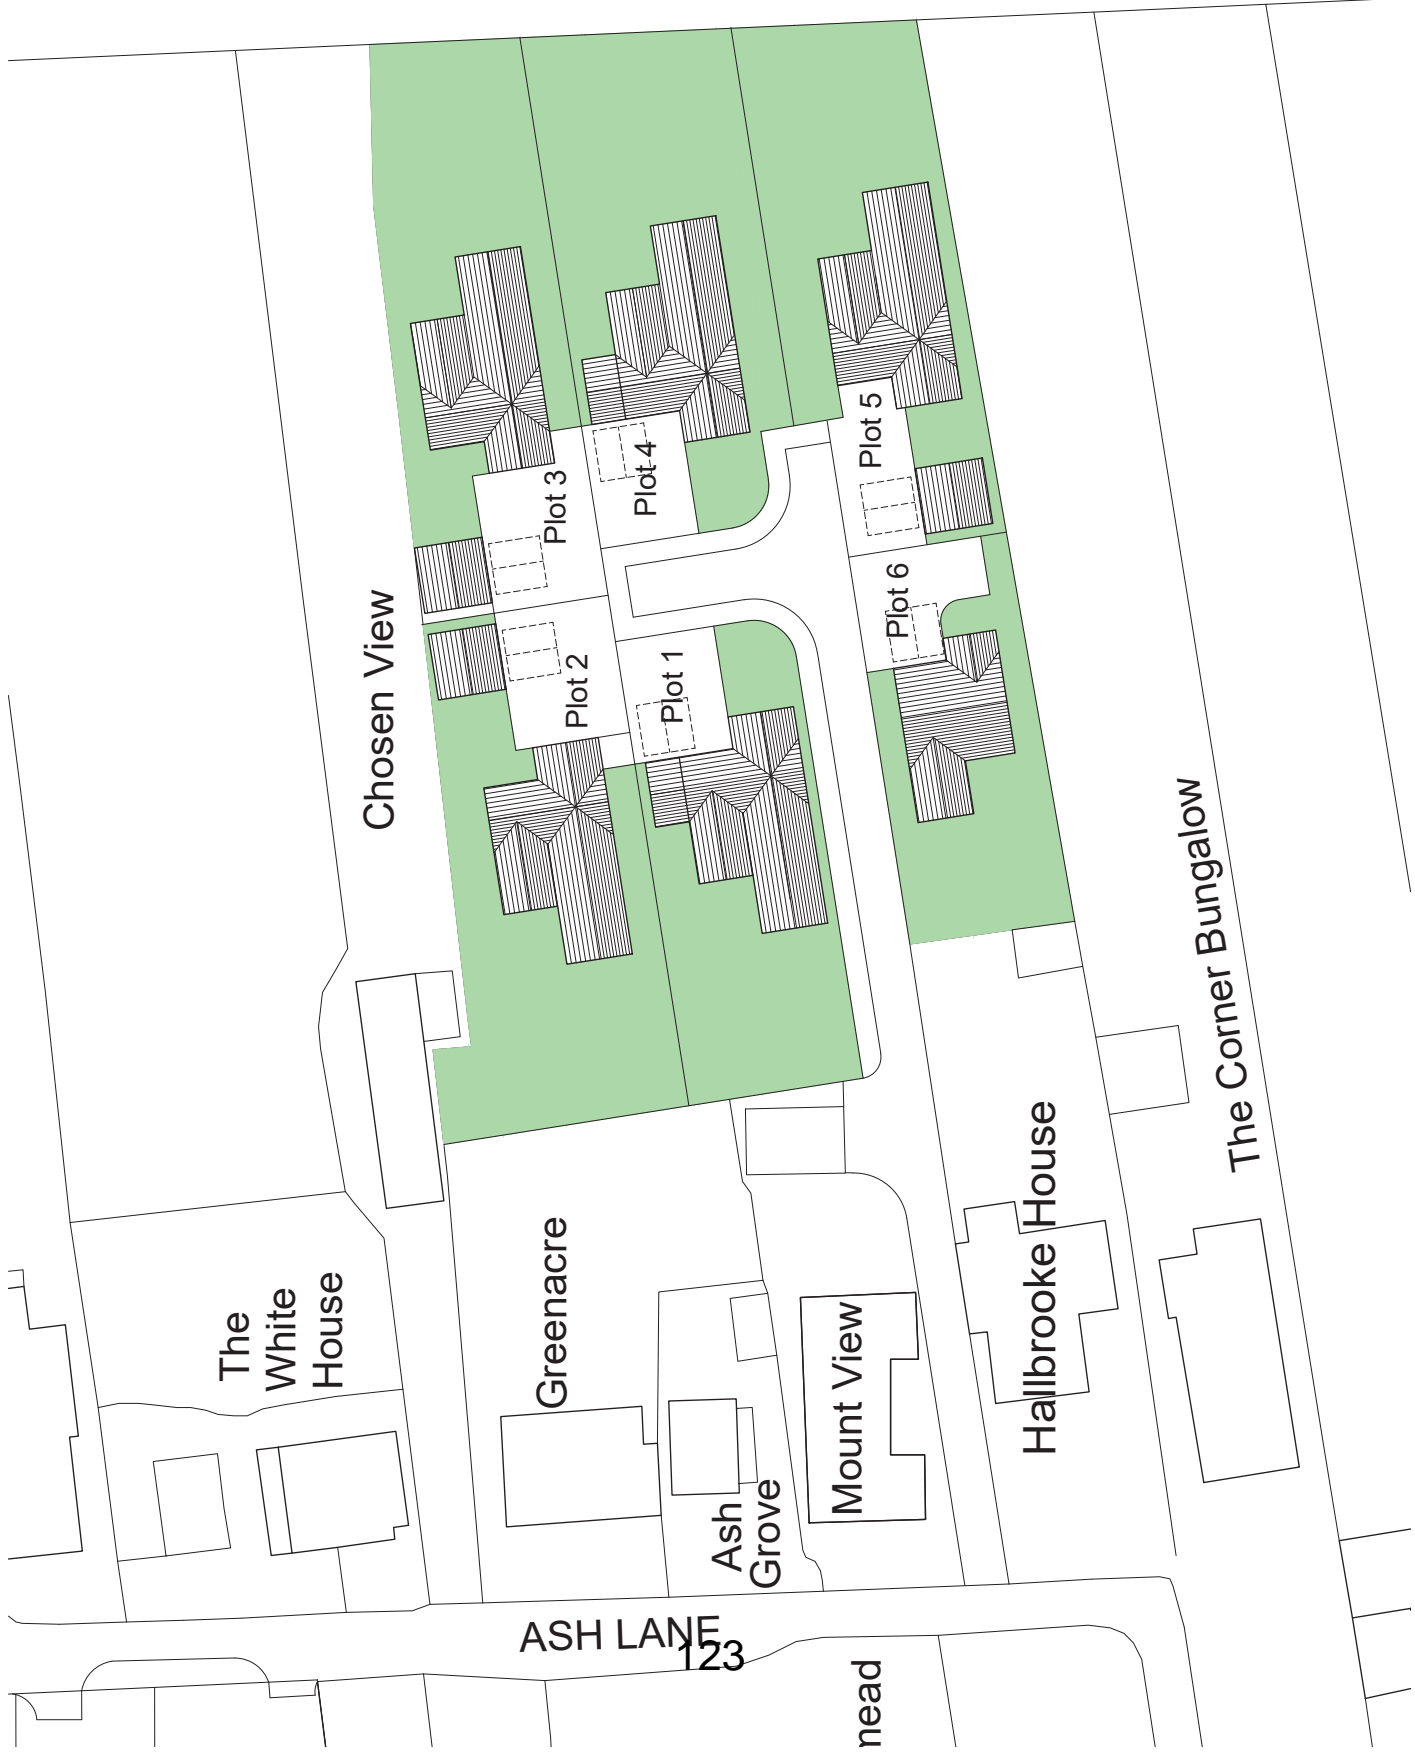 Plot 5
Plot 4
Plot 3
Plot 6
Plot 1
Plot 2
Chosen View
The Corner Bungalow
Hallbrooke House
Greenacre
The
White
House
Mount View
Ash
Grove
ASH LANE
123
mead